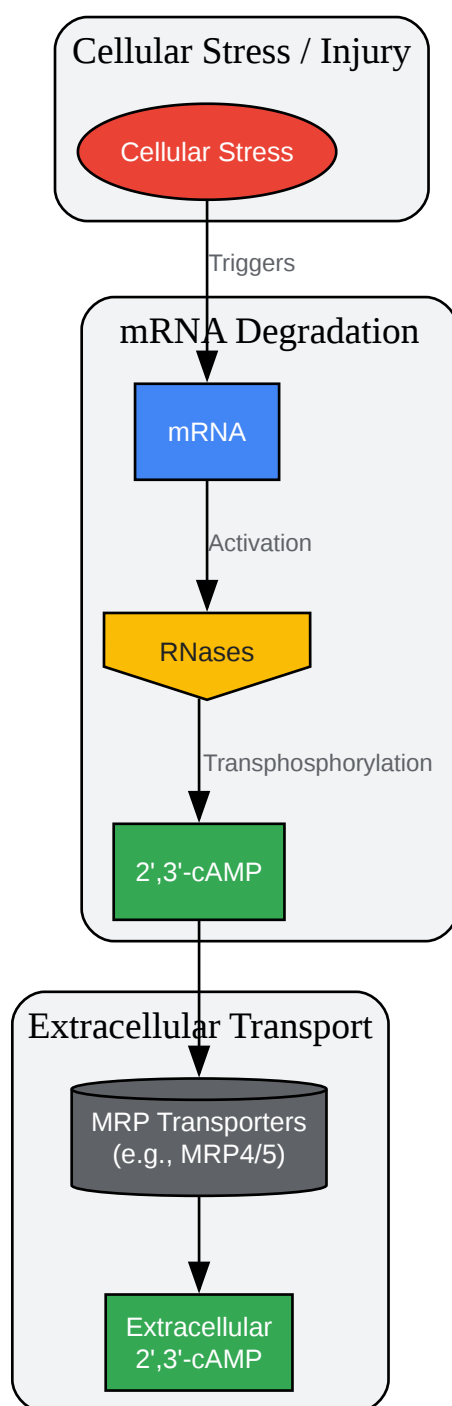 Cellular Stress / Injury
Cellular Stress
Triggers
mRNA Degradation
mRNA
Activation
RNases
Transphosphorylation
2',3'-cAMP
Extracellular Transport
MRP Transporters
(e.g., MRP4/5)
Extracellular
2',3'-cAMP